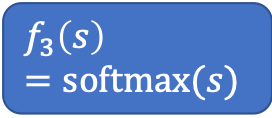 f₃(s)
= softmax(s)